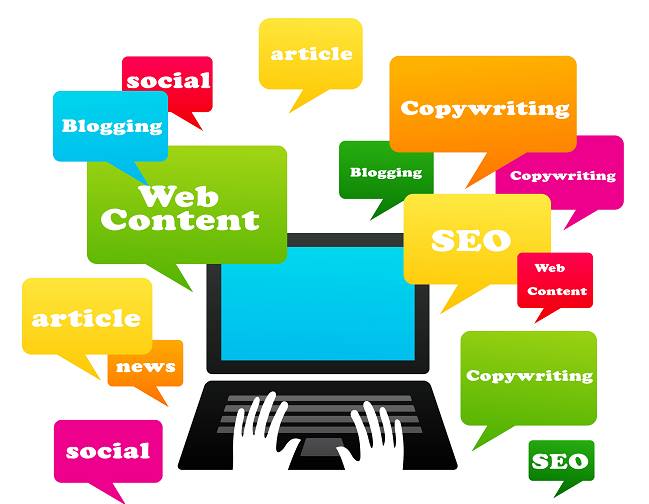 article
social
Copywriting
Blogging
Blogging
Copywriting
Web
Content
SEO
Web
Content
article
news
Copywriting
social
SEO